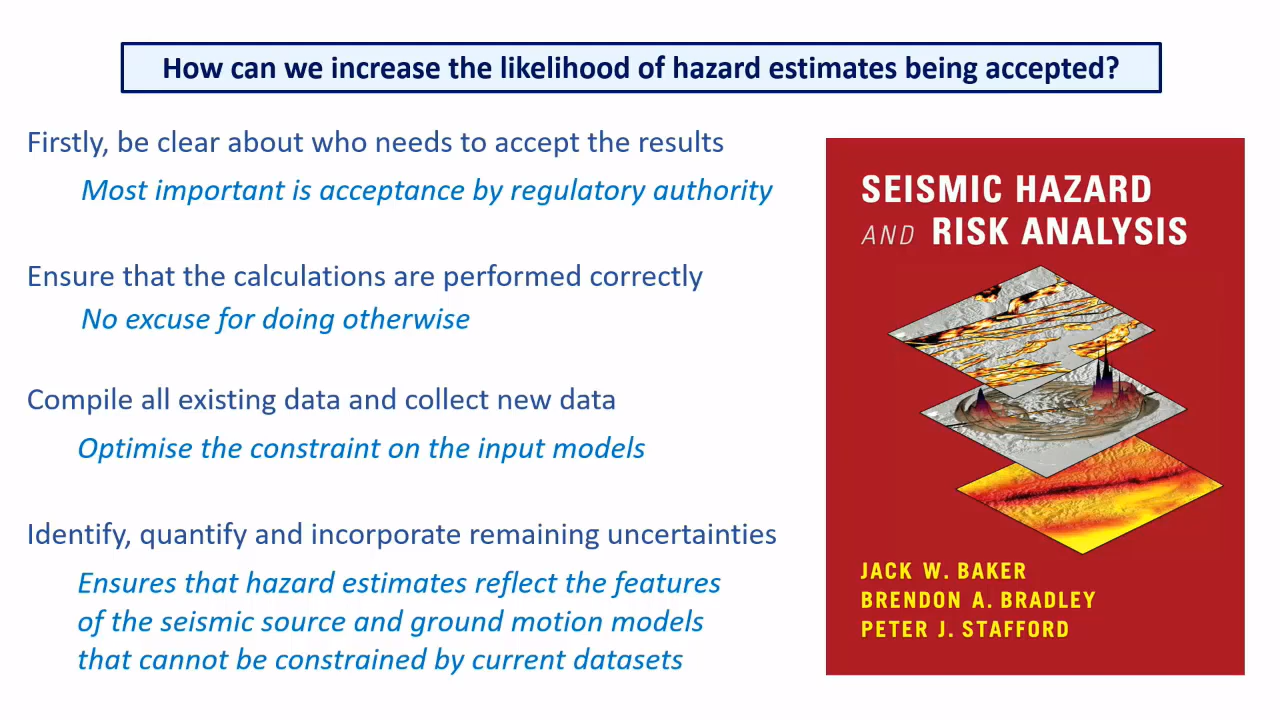 How can we increase the likelihood of hazard estimates being accepted?
Firstly, be clear about who needs to accept the results
Most important is acceptance by regulatory authority
Ensure that the calculations are performed correctly
No excuse for doing otherwise
Compile all existing data and collect new data
Optimise the constraint on the input models
Identify, quantify and incorporate remaining uncertainties
Ensures that hazard estimates reflect the features
of the seismic source and ground motion models
that cannot be constrained by current datasets
SEISMIC HAZARD
AND RISK ANALYSIS
JACK W. BAKER
BRENDON A. BRADLEY
PETER J. STAFFORD